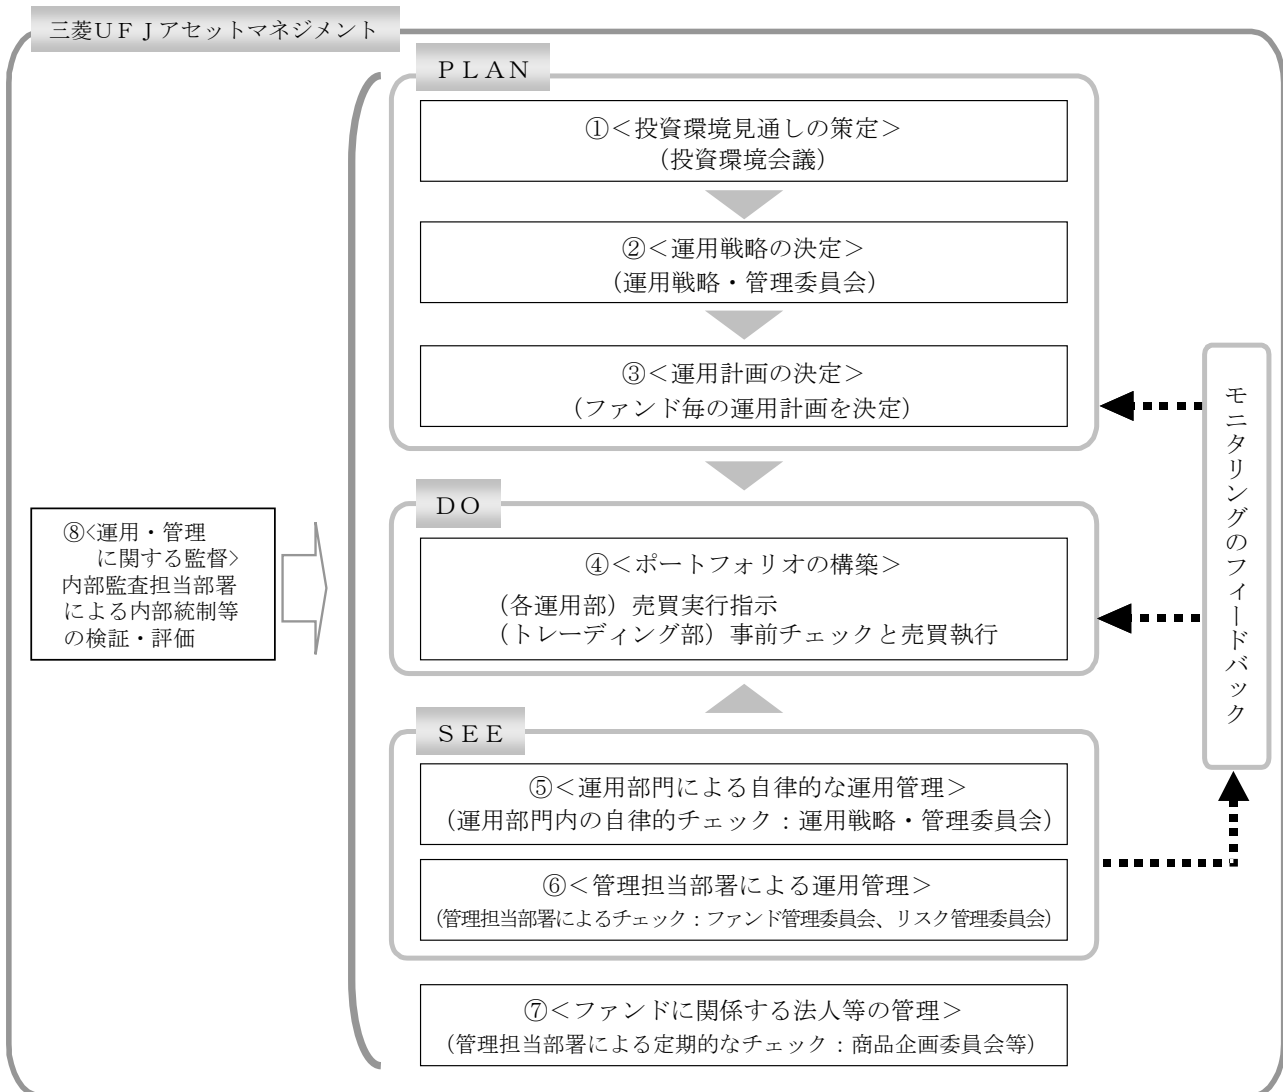 三菱ＵＦＪアセットマネジメント
ＰＬＡＮ
①＜投資環境見通しの策定＞
（投資環境会議）
②＜運用戦略の決定＞
（運用戦略・管理委員会）
③＜運用計画の決定＞
（ファンド毎の運用計画を決定）
ＤＯ
④＜ポートフォリオの構築＞
（各運用部）売買実行指示
（トレーディング部）事前チェックと売買執行
ＳＥＥ
⑤＜運用部門による自律的な運用管理＞
（運用部門内の自律的チェック：運用戦略・管理委員会）
⑥＜管理担当部署による運用管理＞
（管理担当部署によるチェック：ファンド管理委員会、リスク管理委員会）
⑦＜ファンドに関係する法人等の管理＞
（管理担当部署による定期的なチェック：商品企画委員会等）
⑧<運用・管理
に関する監督>
内部監査担当部署
による内部統制等
の検証・評価
モニタリングのフィードバック